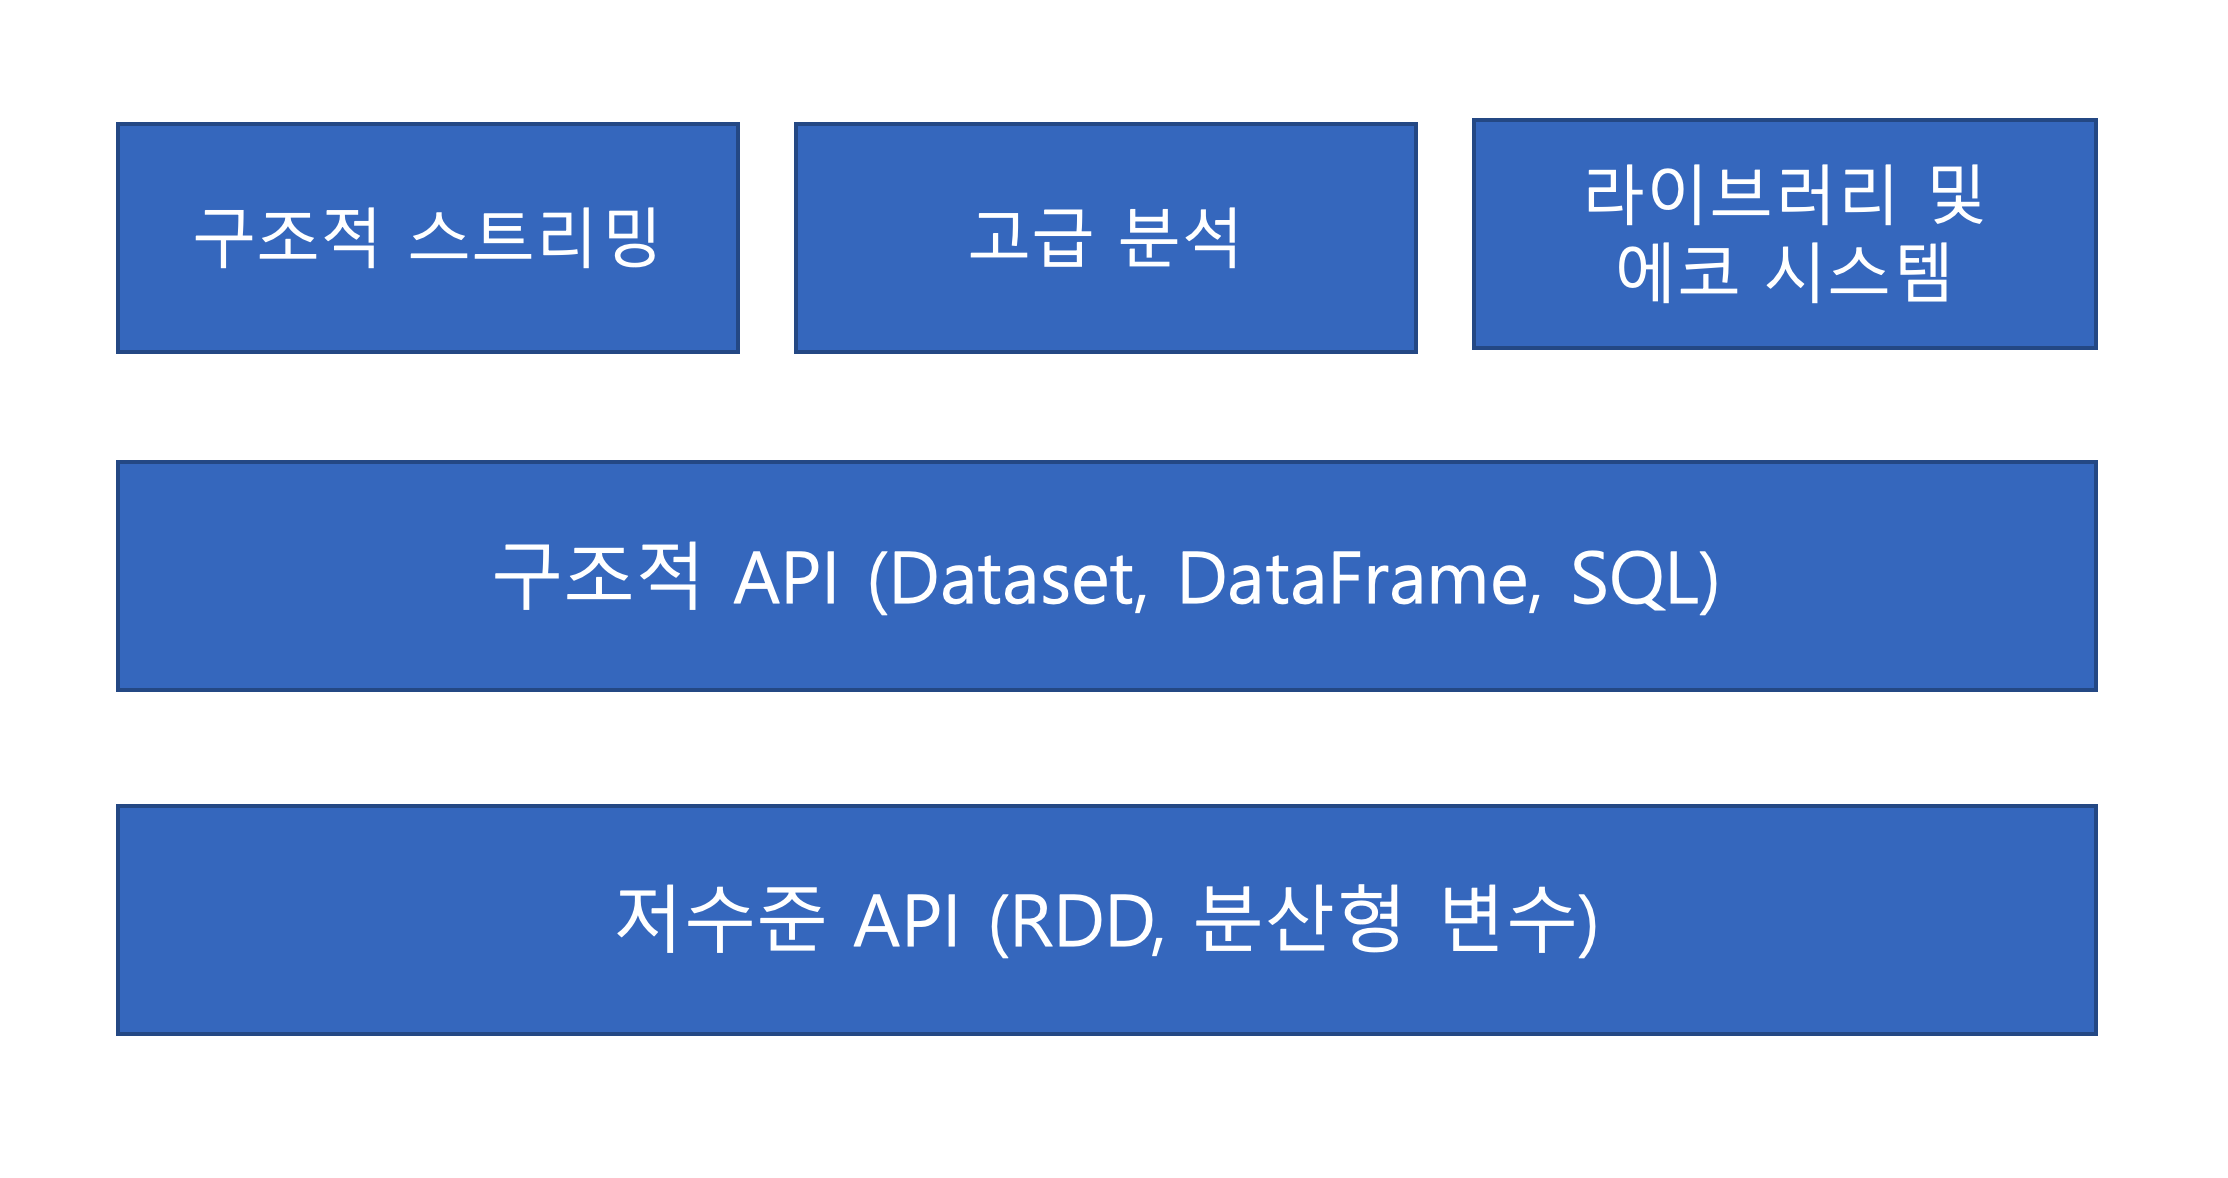 구조적 스트리밍
고급 분석
라이브러리 및
에코 시스템
구조적 API (Dataset, DataFrame, SQL)
저수준 API (RDD, 분산형 변수)